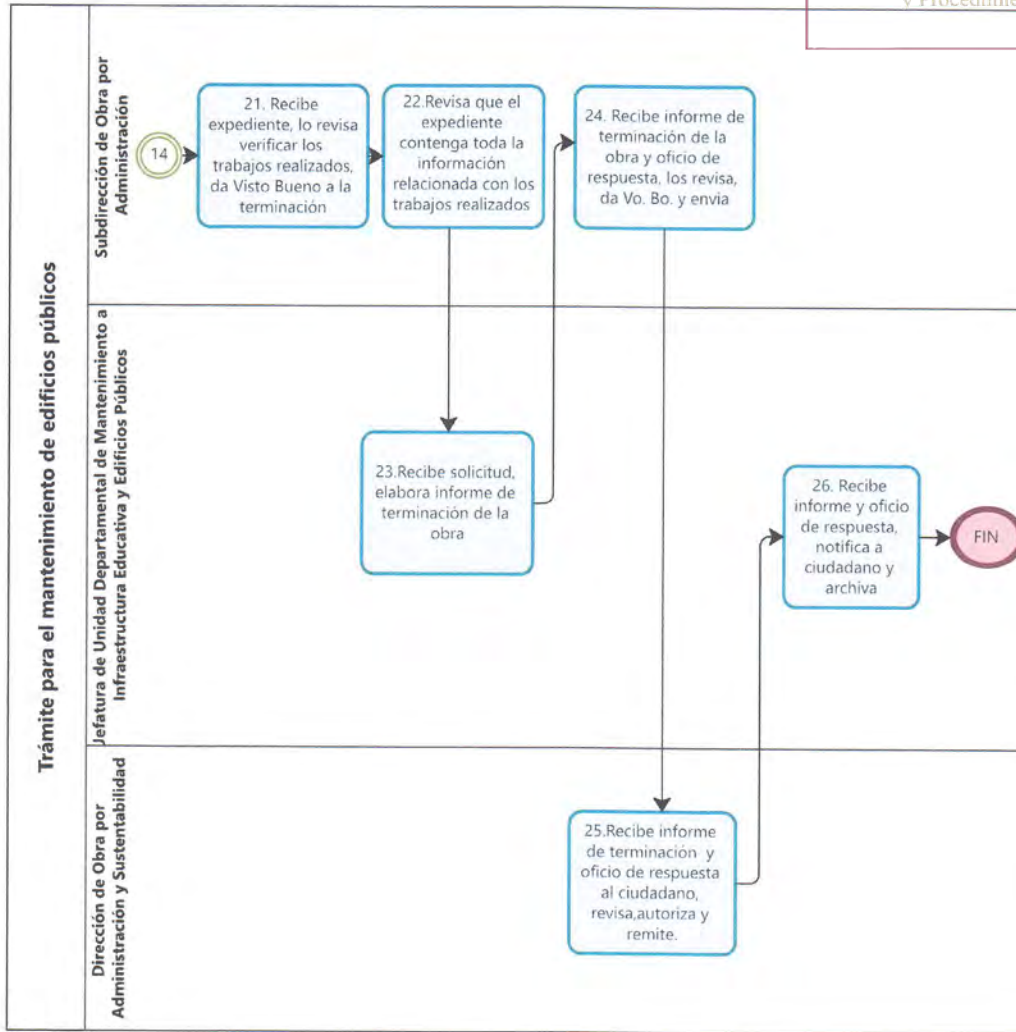 y Procedimie
Trámite para el mantenimiento de edificios públicos
Subdirección de Obra por
Administración
14
21. Recibe
expediente, lo revisa
verificar los
trabajos realizados,
da Visto Bueno a la
terminación
22.Revisa que el
expediente
contenga toda la
información
relacionada con los
trabajos realizados
24. Recibe informe de
terminación de la
obra y oficio de
respuesta, los revisa,
da Vo. Bo. y envia
Jefatura de Unidad Departamental de Mantenimiento a
Infraestructura Educativa y Edificios Públicos
23.Recibe solicitud,
elabora informe de
terminación de la
obra
26. Recibe
informe y oficio
de respuesta,
notifica a
ciudadano y
archiva
FIN
Dirección de Obra por
Administración y Sustentabilidad
25.Recibe informe
de terminación y
oficio de respuesta
al ciudadano,
revisa,autoriza y
remite.